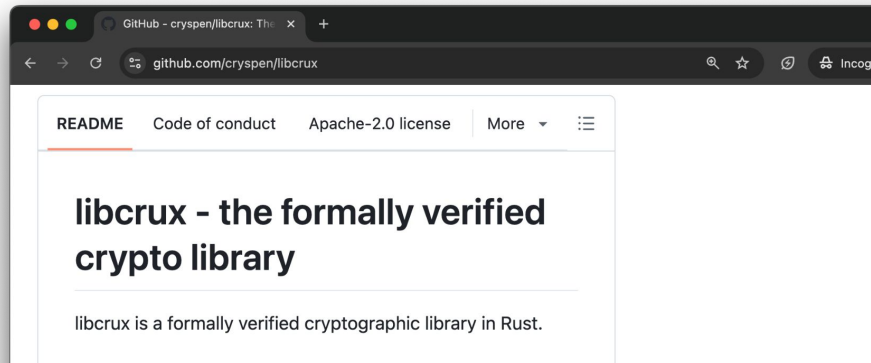 GitHub - cryspen/libcrux: The
github.com/cryspen/libcrux
Incog
README Code of conduct Apache-2.0 license More
libcrux - the formally verified
crypto library
libcrux is a formally verified cryptographic library in Rust.